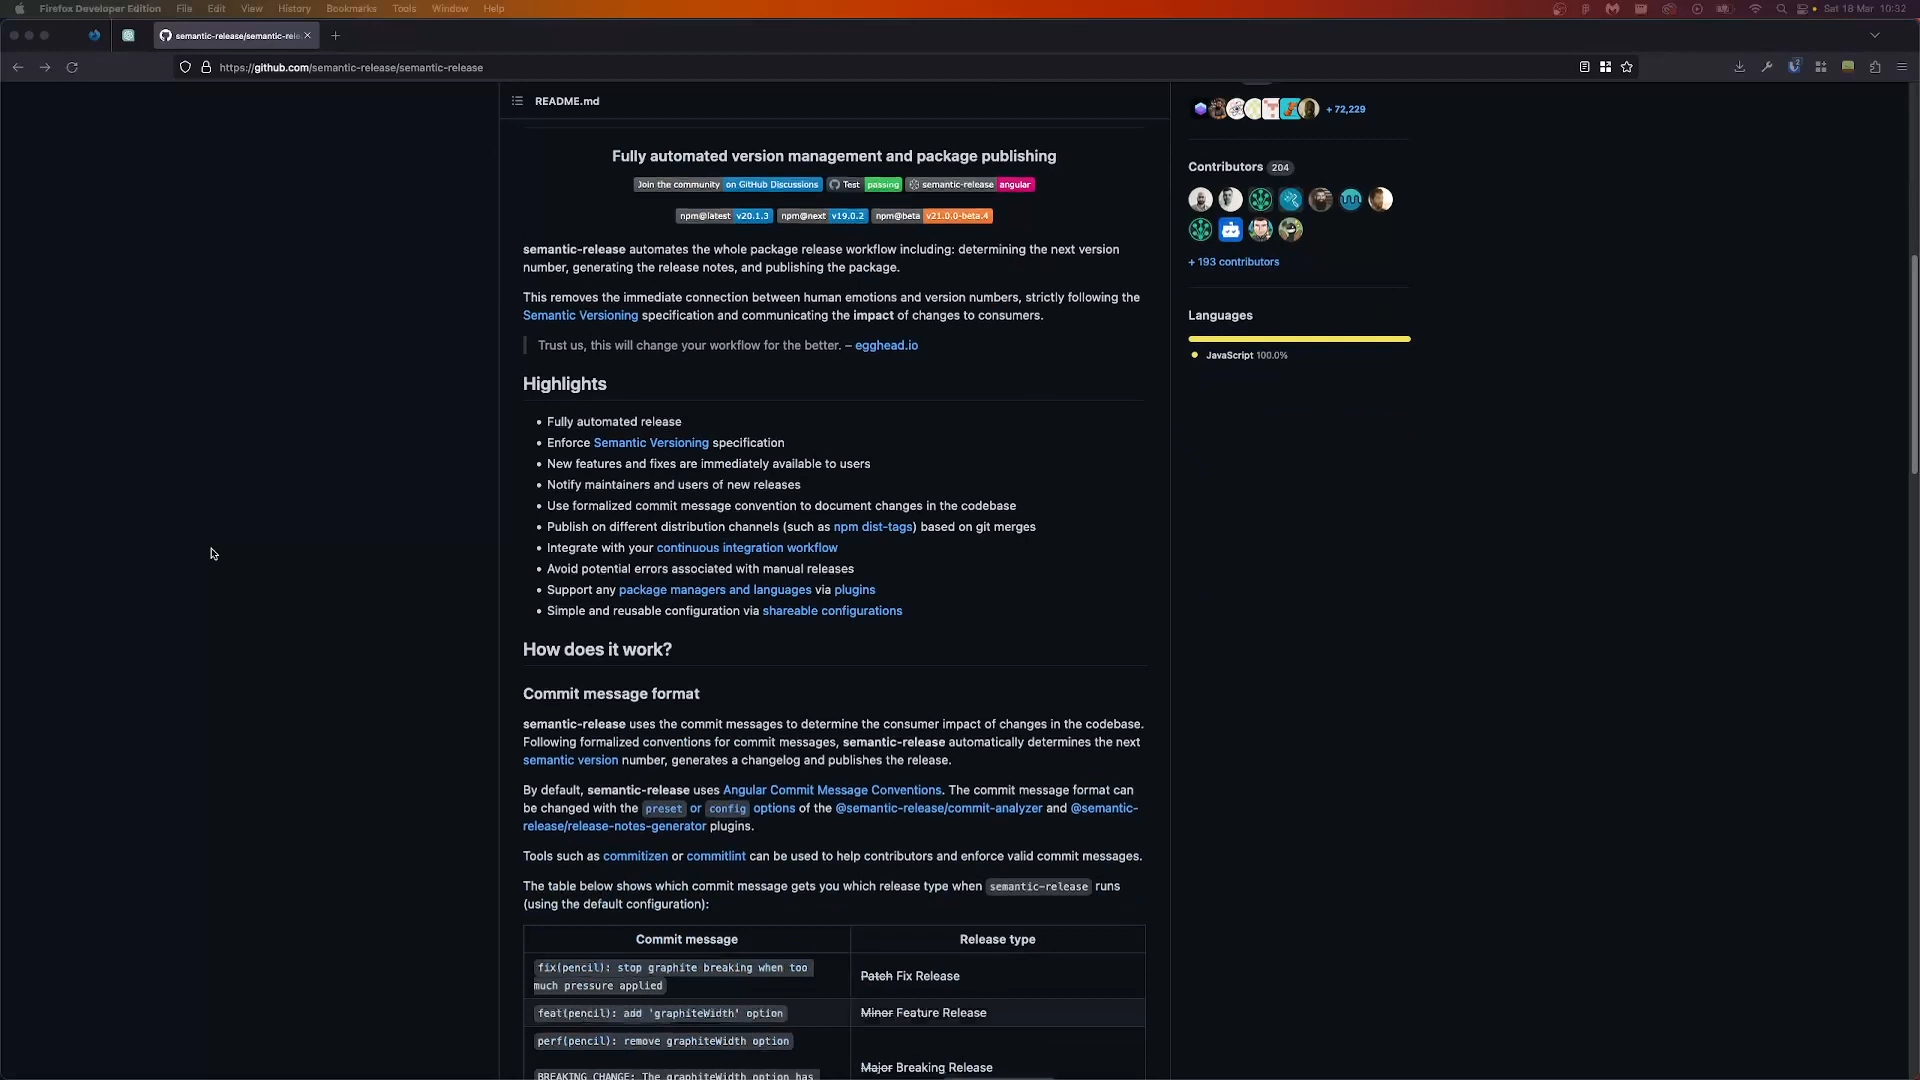 Firefox Developer Edition File Edit View History Bookmarks Tools Window Help Sat 18 Mar 10:32
semantic-release/semantic-rele
https://github.com/semantic-release/semantic-release
README.md
+ 72,229
Fully automated version management and package publishing
Join the community on GitHub Discussions Test passing semantic-release angular
npm@latest v20.1.3 npm@next v19.0.2 npm@beta v21.0.0-beta.4
semantic-release automates the whole package release workflow including: determining the next version
number, generating the release notes, and publishing the package.
This removes the immediate connection between human emotions and version numbers, strictly following the
Semantic Versioning specification and communicating the impact of changes to consumers.
Trust us, this will change your workflow for the better. – egghead.io
Highlights
• Fully automated release
• Enforce Semantic Versioning specification
• New features and fixes are immediately available to users
• Notify maintainers and users of new releases
• Use formalized commit message convention to document changes in the codebase
• Publish on different distribution channels (such as npm dist-tags) based on git merges
• Integrate with your continuous integration workflow
• Avoid potential errors associated with manual releases
• Support any package managers and languages via plugins
• Simple and reusable configuration via shareable configurations
How does it work?
Commit message format
semantic-release uses the commit messages to determine the consumer impact of changes in the codebase.
Following formalized conventions for commit messages, semantic-release automatically determines the next
semantic version number, generates a changelog and publishes the release.
By default, semantic-release uses Angular Commit Message Conventions. The commit message format can
be changed with the preset or config options of the @semantic-release/commit-analyzer and @semantic-
release/release-notes-generator plugins.
Tools such as commitizen or commitlint can be used to help contributors and enforce valid commit messages.
The table below shows which commit message gets you which release type when semantic-release runs
(using the default configuration):
Commit message Release type
fix(pencil): stop graphite breaking when too
much pressure applied
Patch Fix Release
feat(pencil): add 'graphiteWidth' option
Minor Feature Release
perf(pencil): remove graphiteWidth option
BREAKING CHANGE: The graphiteWidth option has
Major Breaking Release
Contributors 204
+ 193 contributors
Languages
JavaScript 100.0%